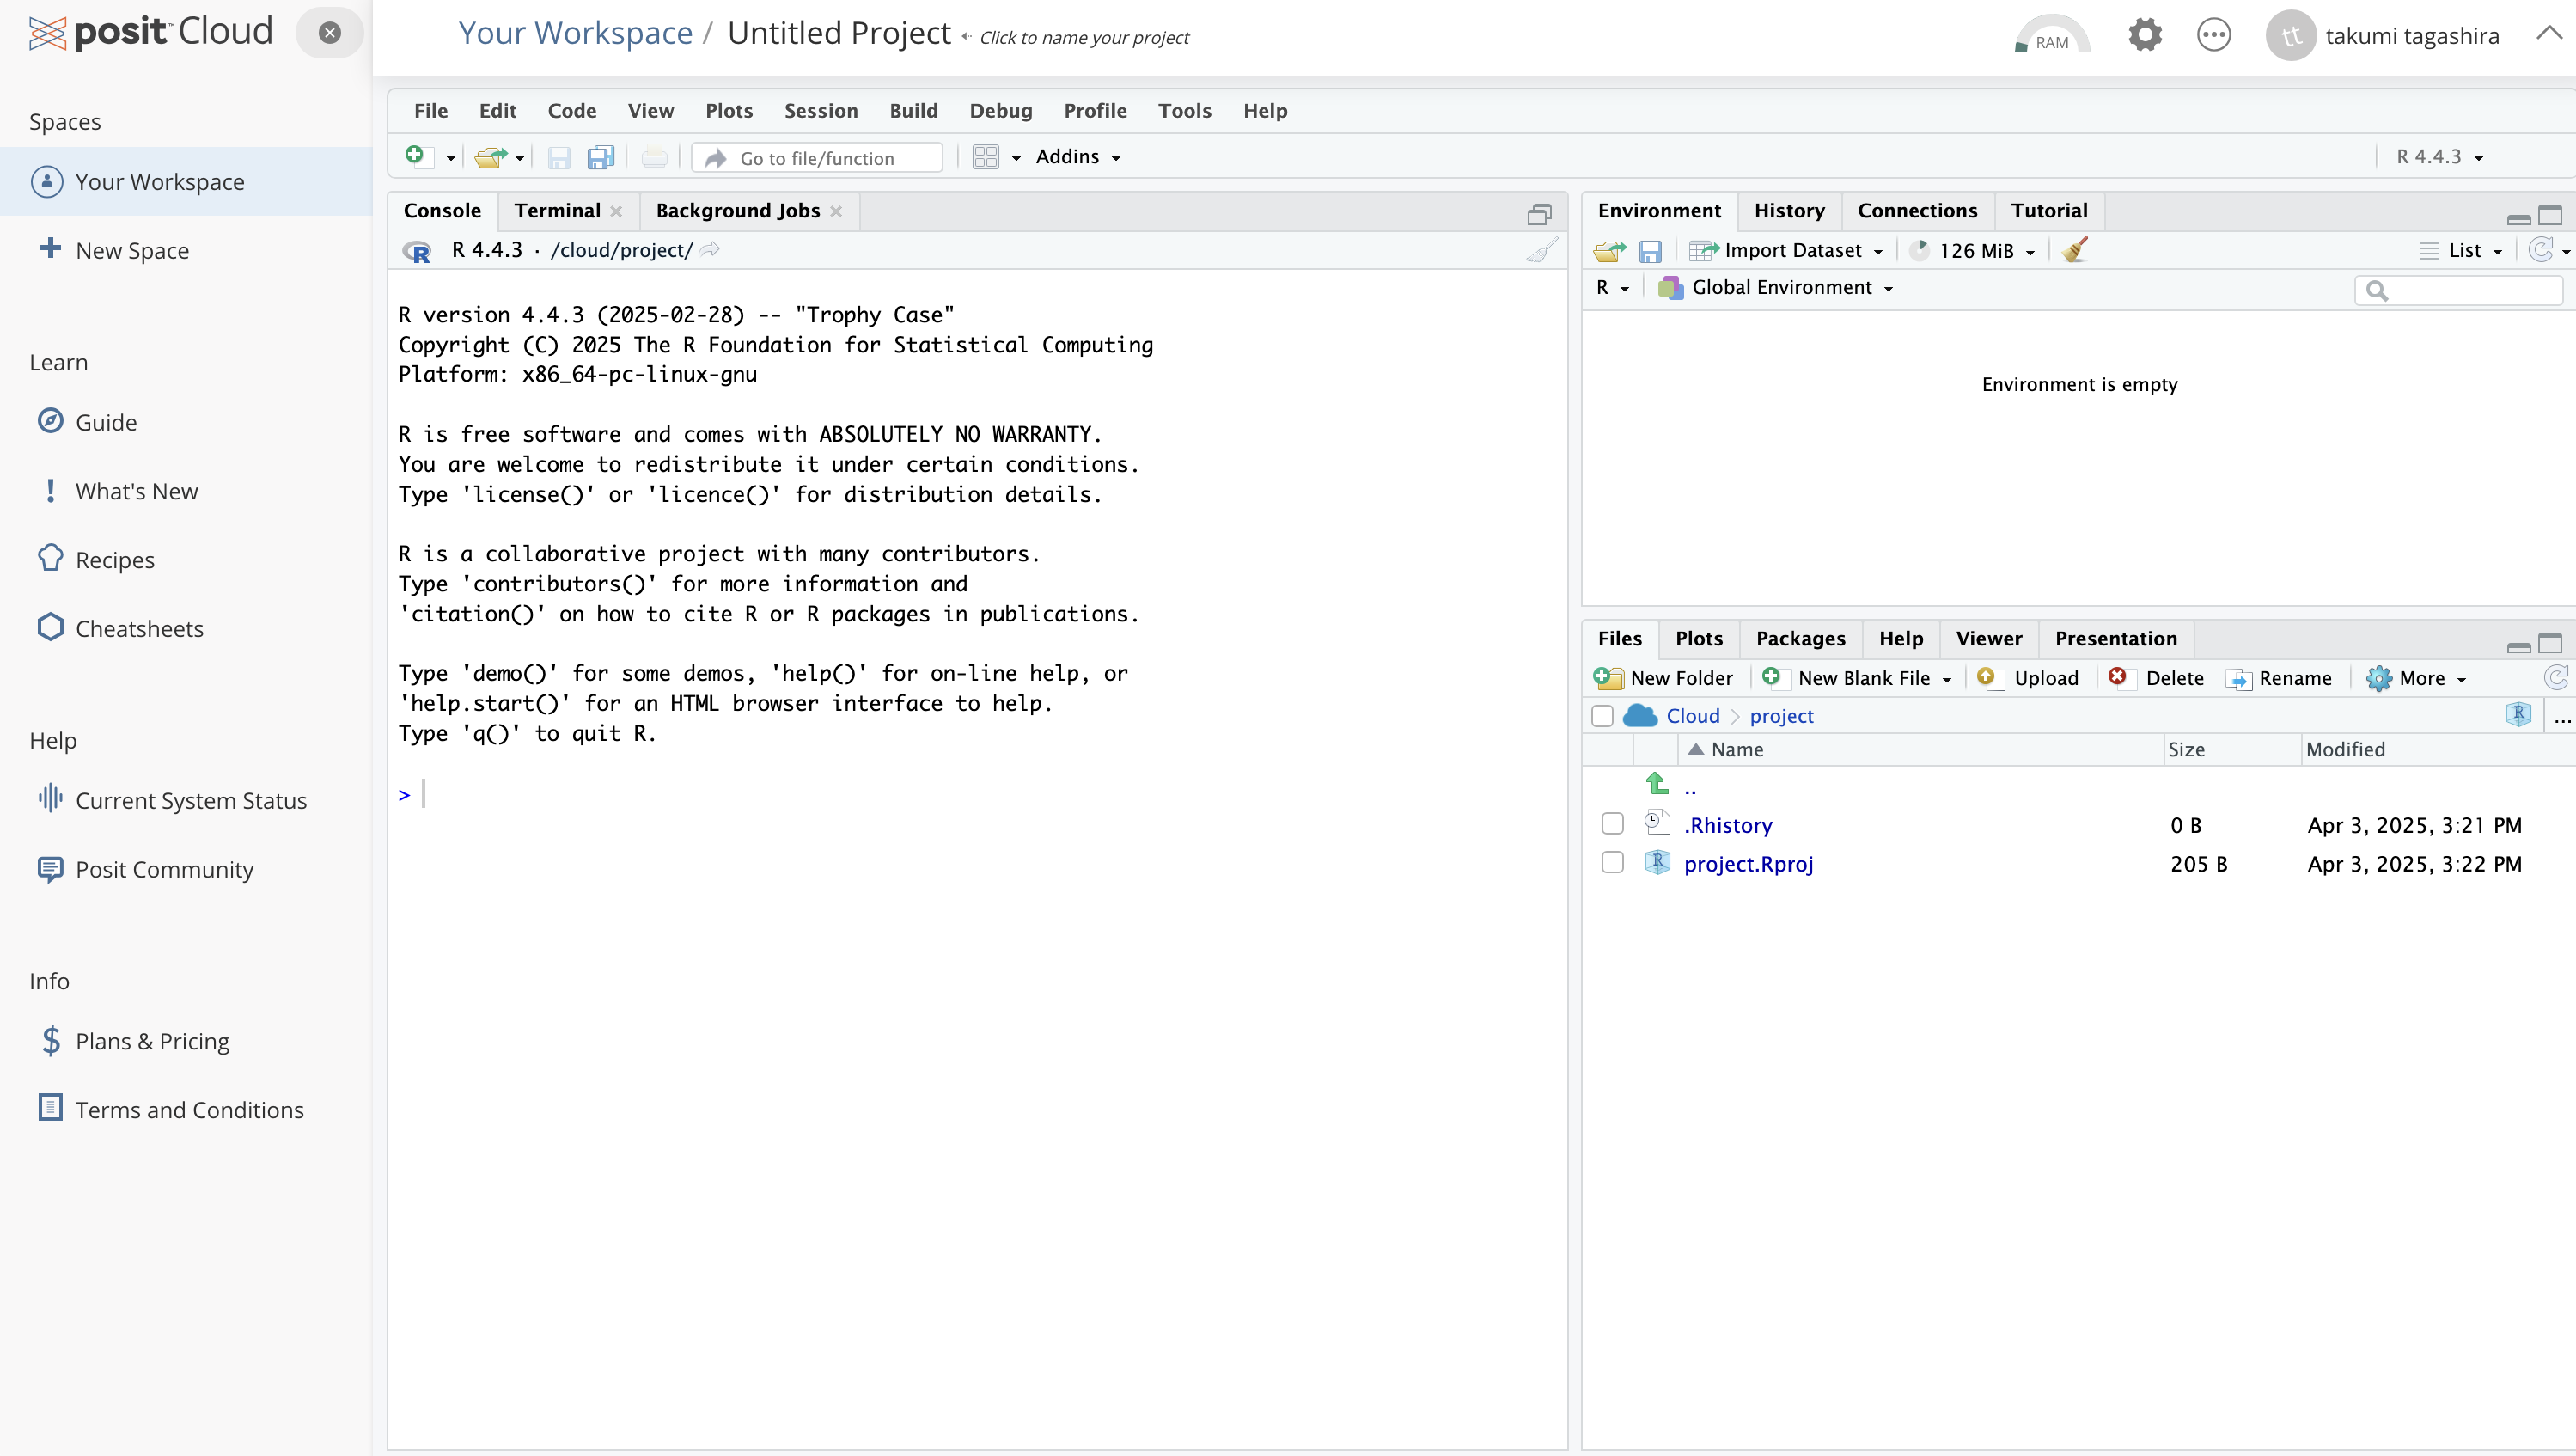 posit™ Cloud
Your Workspace / Untitled Project Click to name your project
RAM
tt takumi tagashira
Spaces
Your Workspace
New Space
Learn
Guide
What's New
Recipes
Cheatsheets
Help
Current System Status
Posit Community
Info
Plans & Pricing
Terms and Conditions
File Edit Code View Plots Session Build Debug Profile Tools Help
Go to file/function Addins R 4.4.3
Console Terminal Background Jobs
R 4.4.3 · /cloud/project/
R version 4.4.3 (2025-02-28) -- "Trophy Case"
Copyright (C) 2025 The R Foundation for Statistical Computing
Platform: x86_64-pc-linux-gnu
R is free software and comes with ABSOLUTELY NO WARRANTY.
You are welcome to redistribute it under certain conditions.
Type 'license()' or 'licence()' for distribution details.
R is a collaborative project with many contributors.
Type 'contributors()' for more information and
'citation()' on how to cite R or R packages in publications.
Type 'demo()' for some demos, 'help()' for on-line help, or
'help.start()' for an HTML browser interface to help.
Type 'q()' to quit R.
>
Environment History Connections Tutorial
Import Dataset 126 MiB List
R Global Environment
Environment is empty
Files Plots Packages Help Viewer Presentation
New Folder New Blank File Upload Delete Rename More
Cloud > project R ...
Name Size Modified
..
.Rhistory 0 B Apr 3, 2025, 3:21 PM
project.Rproj 205 B Apr 3, 2025, 3:22 PM